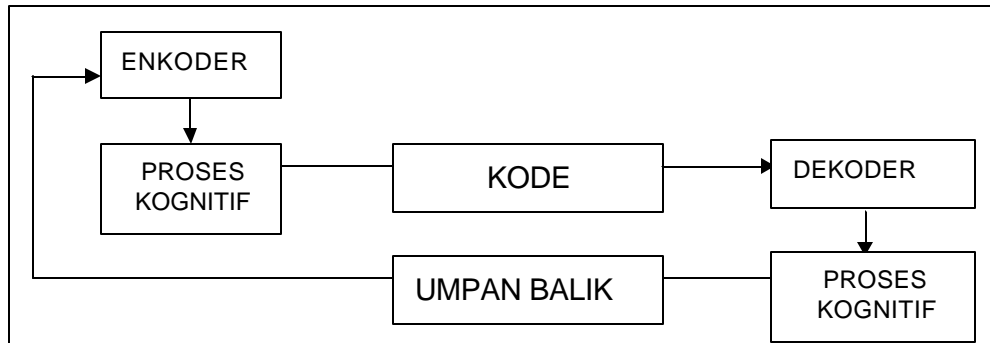 ENKODER
PROSES
KOGNITIF
KODE
DEKODER
UMPAN BALIK
PROSES
KOGNITIF